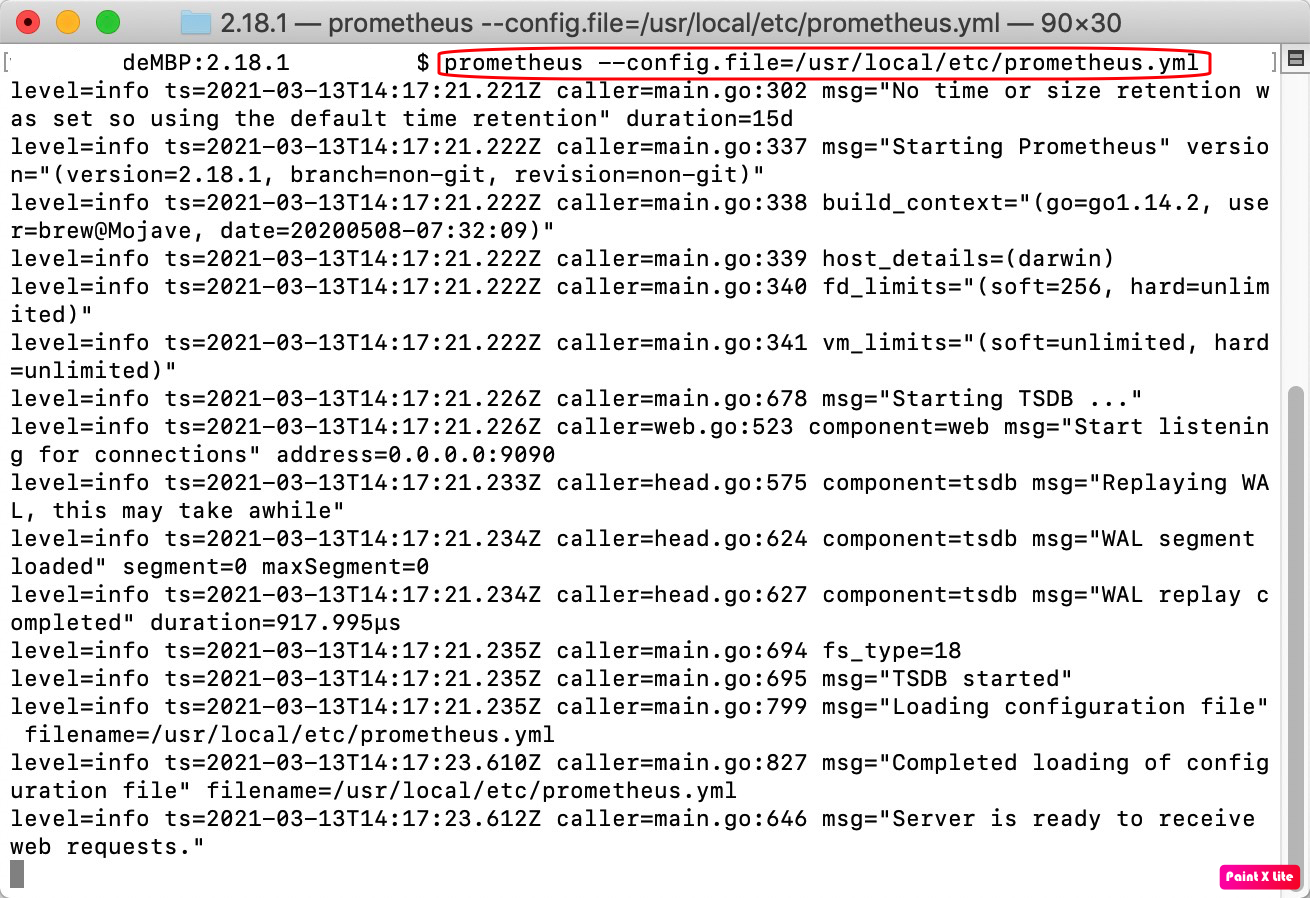 2.18.1 — prometheus --config.file=/usr/local/etc/prometheus.yml — 90×30
[ deMBP:2.18.1 $ prometheus --config.file=/usr/local/etc/prometheus.yml ]
level=info ts=2021-03-13T14:17:21.221Z caller=main.go:302 msg="No time or size retention w
as set so using the default time retention" duration=15d
level=info ts=2021-03-13T14:17:21.222Z caller=main.go:337 msg="Starting Prometheus" versio
n="(version=2.18.1, branch=non-git, revision=non-git)"
level=info ts=2021-03-13T14:17:21.222Z caller=main.go:338 build_context="(go=go1.14.2, use
r=brew@Mojave, date=20200508-07:32:09)"
level=info ts=2021-03-13T14:17:21.222Z caller=main.go:339 host_details=(darwin)
level=info ts=2021-03-13T14:17:21.222Z caller=main.go:340 fd_limits="(soft=256, hard=unlim
ited)"
level=info ts=2021-03-13T14:17:21.222Z caller=main.go:341 vm_limits="(soft=unlimited, hard
=unlimited)"
level=info ts=2021-03-13T14:17:21.226Z caller=main.go:678 msg="Starting TSDB ..."
level=info ts=2021-03-13T14:17:21.226Z caller=web.go:523 component=web msg="Start listenin
g for connections" address=0.0.0.0:9090
level=info ts=2021-03-13T14:17:21.233Z caller=head.go:575 component=tsdb msg="Replaying WA
L, this may take awhile"
level=info ts=2021-03-13T14:17:21.234Z caller=head.go:624 component=tsdb msg="WAL segment
loaded" segment=0 maxSegment=0
level=info ts=2021-03-13T14:17:21.234Z caller=head.go:627 component=tsdb msg="WAL replay c
ompleted" duration=917.995µs
level=info ts=2021-03-13T14:17:21.235Z caller=main.go:694 fs_type=18
level=info ts=2021-03-13T14:17:21.235Z caller=main.go:695 msg="TSDB started"
level=info ts=2021-03-13T14:17:21.235Z caller=main.go:799 msg="Loading configuration file"
 filename=/usr/local/etc/prometheus.yml
level=info ts=2021-03-13T14:17:23.610Z caller=main.go:827 msg="Completed loading of config
uration file" filename=/usr/local/etc/prometheus.yml
level=info ts=2021-03-13T14:17:23.612Z caller=main.go:646 msg="Server is ready to receive
web requests."
Paint X Lite